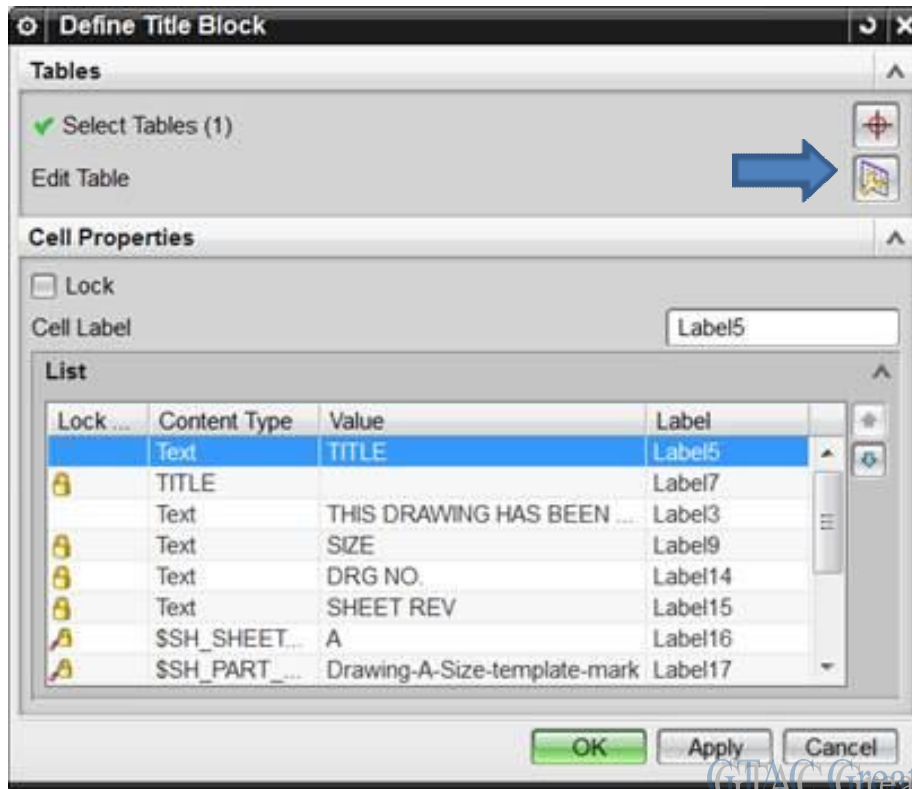 Define Title Block
Tables
Select Tables (1)
Edit Table
Cell Properties
Lock
Cell Label Label5
List
Lock ... Content Type Value Label
Text TITLE Label5
TITLE Label7
Text THIS DRAWING HAS BEEN ... Label3
Text SIZE Label9
Text DRG NO. Label14
Text SHEET REV Label15
$SH_SHEET... A Label16
$SH_PART_... Drawing-A-Size-template-mark Label17
OK Apply Cancel
GTAC